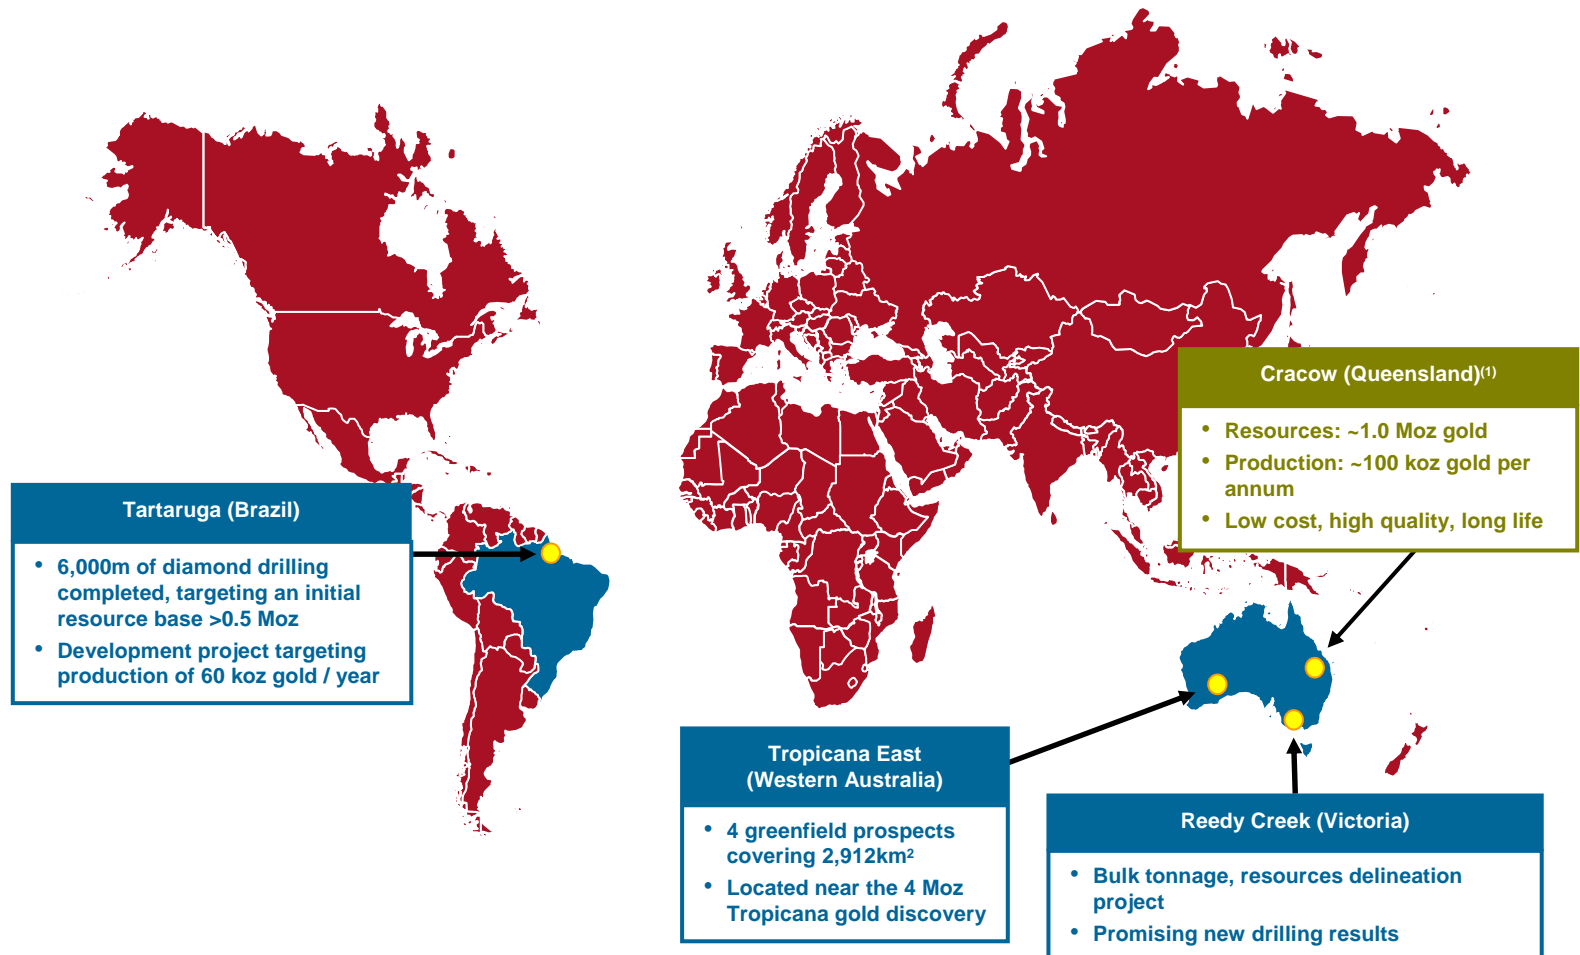 Cracow (Queensland)(1)
• Resources: ~1.0 Moz gold
• Production: ~100 koz gold per
annum
• Low cost, high quality, long life
Tartaruga (Brazil)
• 6,000m of diamond drilling
completed, targeting an initial
resource base >0.5 Moz
• Development project targeting
production of 60 koz gold / year
Tropicana East
(Western Australia)
• 4 greenfield prospects
covering 2,912km²
• Located near the 4 Moz
Tropicana gold discovery
Reedy Creek (Victoria)
• Bulk tonnage, resources delineation
project
• Promising new drilling results